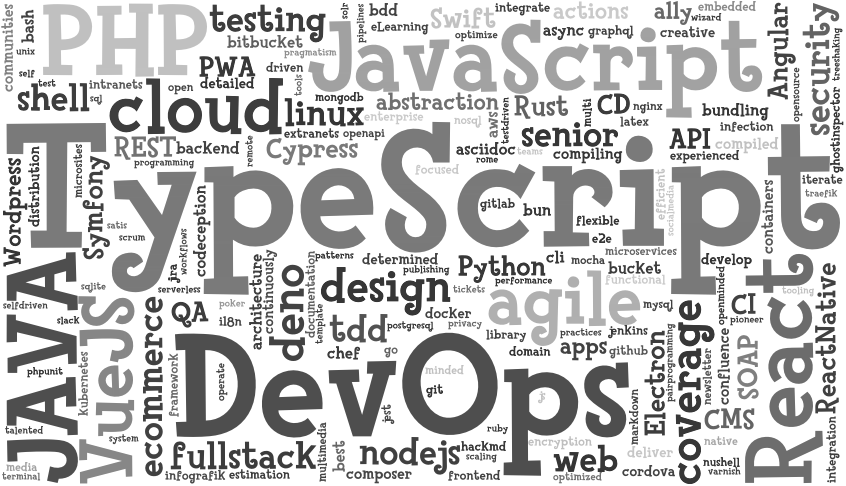 communities
bash
unix
self
PHP
testing
bitbucket
pragmatism
solr
pipelines
bdd
eLearning
Swift
optimize
integrate
actions
async
graphql
ally
wizard
embedded
creative
Angular
opensource
treeshaking
security
ghostinspector
JavaScript
PWA
detailed
driven
tools
shell
test
sql
intranets
open
cloud
linux
mongodb
enterprise
extranets
openapi
abstraction
nosql
aws
testdriven
Rust
multi
CD
nginx
latex
bundling
infection
REST
backend
programming
remote
Cypress
asciidoc
rome
teams
senior
compiling
API
compiled
experienced
TypeScript
Wordpress
distribution
microsites
Symfony
satis
scrum
jra
workflows
codeception
focused
gitlab
bun
flexible
e2e
efficient
socialmedia
containers
iterate
traefik
JAVA
selfdriven
sqlite
slack
serverless
architecture
continuously
poker
patterns
determined
publishing
documentation
template
design
deno
tickets
Python
performance
cli
mocha
microservices
bucket
functional
develop
tooling
React
ReactNative
VueJS
ecommerce
QA
i18n
tdd
postgresql
docker
privacy
agile
library
practices
jenkins
mysql
openminded
CI
pioneer
Kubernetes
phpunit
framework
operate
chef
go
minded
git
domain
apps
github
Electron
pairprogramming
coverage
newsletter
confluence
SOAP
DevOps
jest
js
talented
system
media
terminal
fullstack
infografik
estimation
multimedia
best
nodejs
composer
ruby
hackmd
scaling
frontend
encryption
web
optimized
markdown
deliver
cordova
CMS
native
nushell
varnish
integration